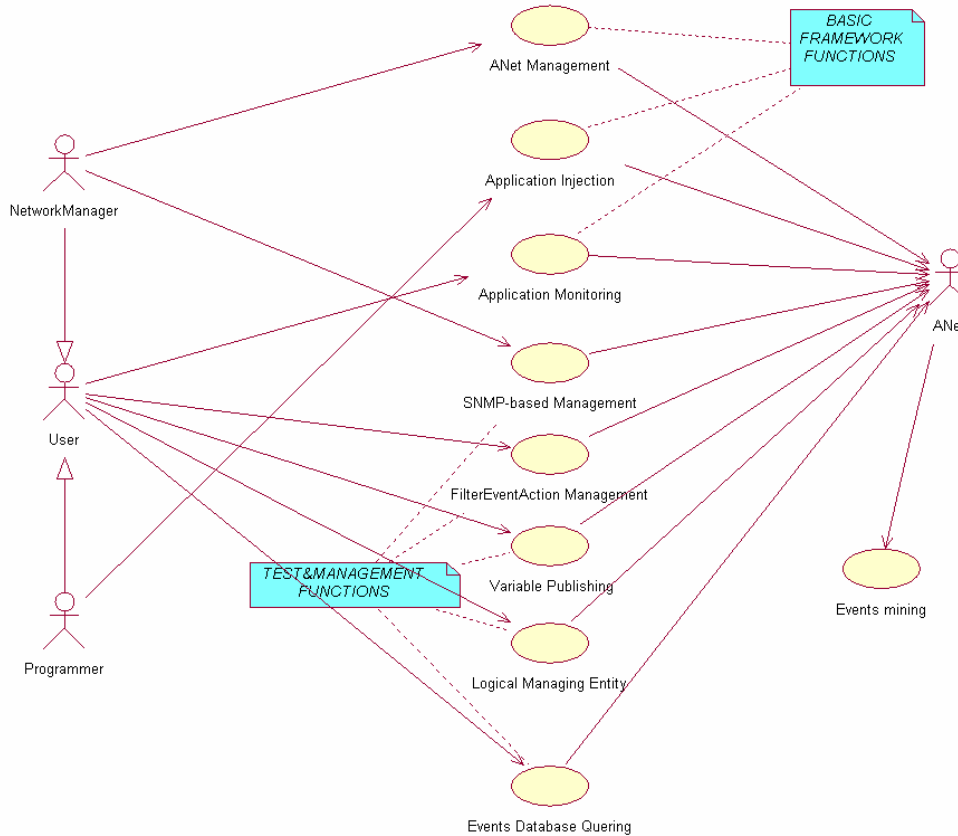 BASIC
FRAMEWORK
FUNCTIONS
ANet Management
Application Injection
NetworkManager
Application Monitoring
ANet
SNMP-based Management
User
FilterEventAction Management
TEST&MANAGEMENT
FUNCTIONS
Variable Publishing
Events mining
Programmer
Logical Managing Entity
Events Database Quering